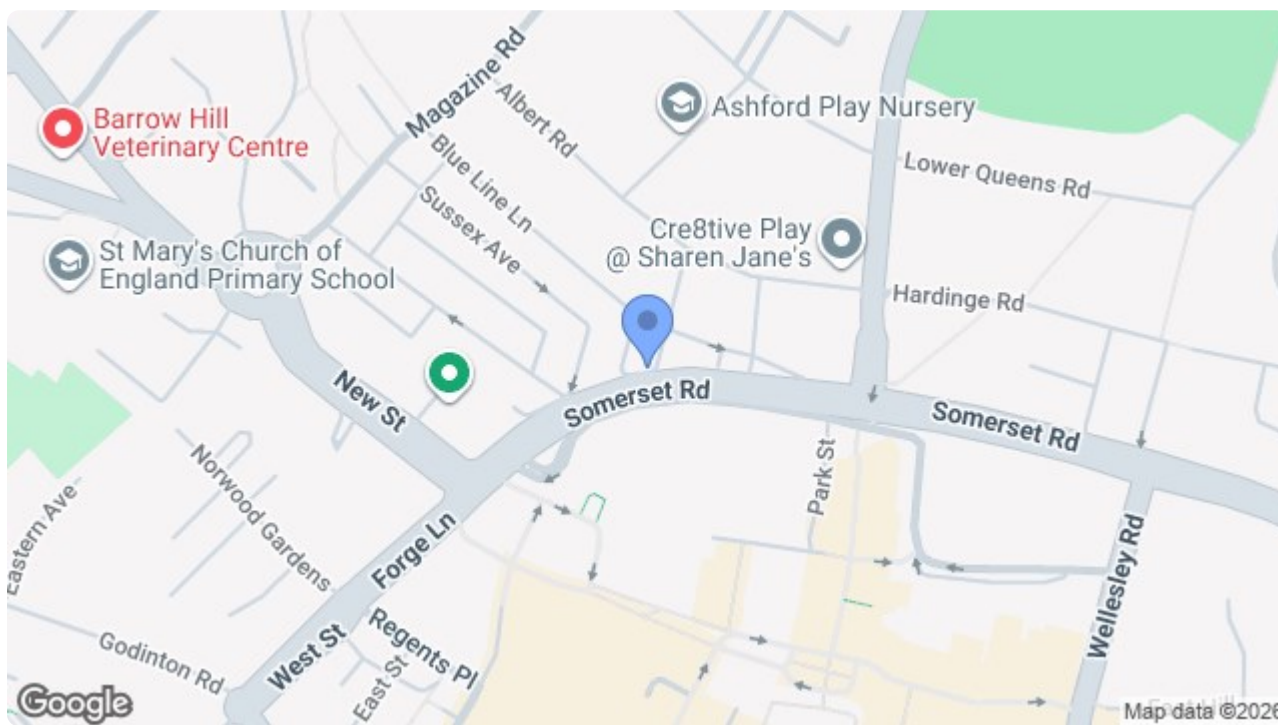 Magazine Rd
Albert Rd
Ashford Play Nursery
Barrow Hill
Veterinary Centre
Blue Line Ln
Lower Queens Rd
Sussex Ave
Cre8tive Play
@ Sharen Jane's
St Mary's Church of
England Primary School
Hardinge Rd
New St
Somerset Rd
Somerset Rd
Park St
Norwood Gardens
Eastern Ave
Forge Ln
Wellesley Rd
Regents Pl
Godinton Rd
West St
East St
East Hill
Google
Map data ©2026